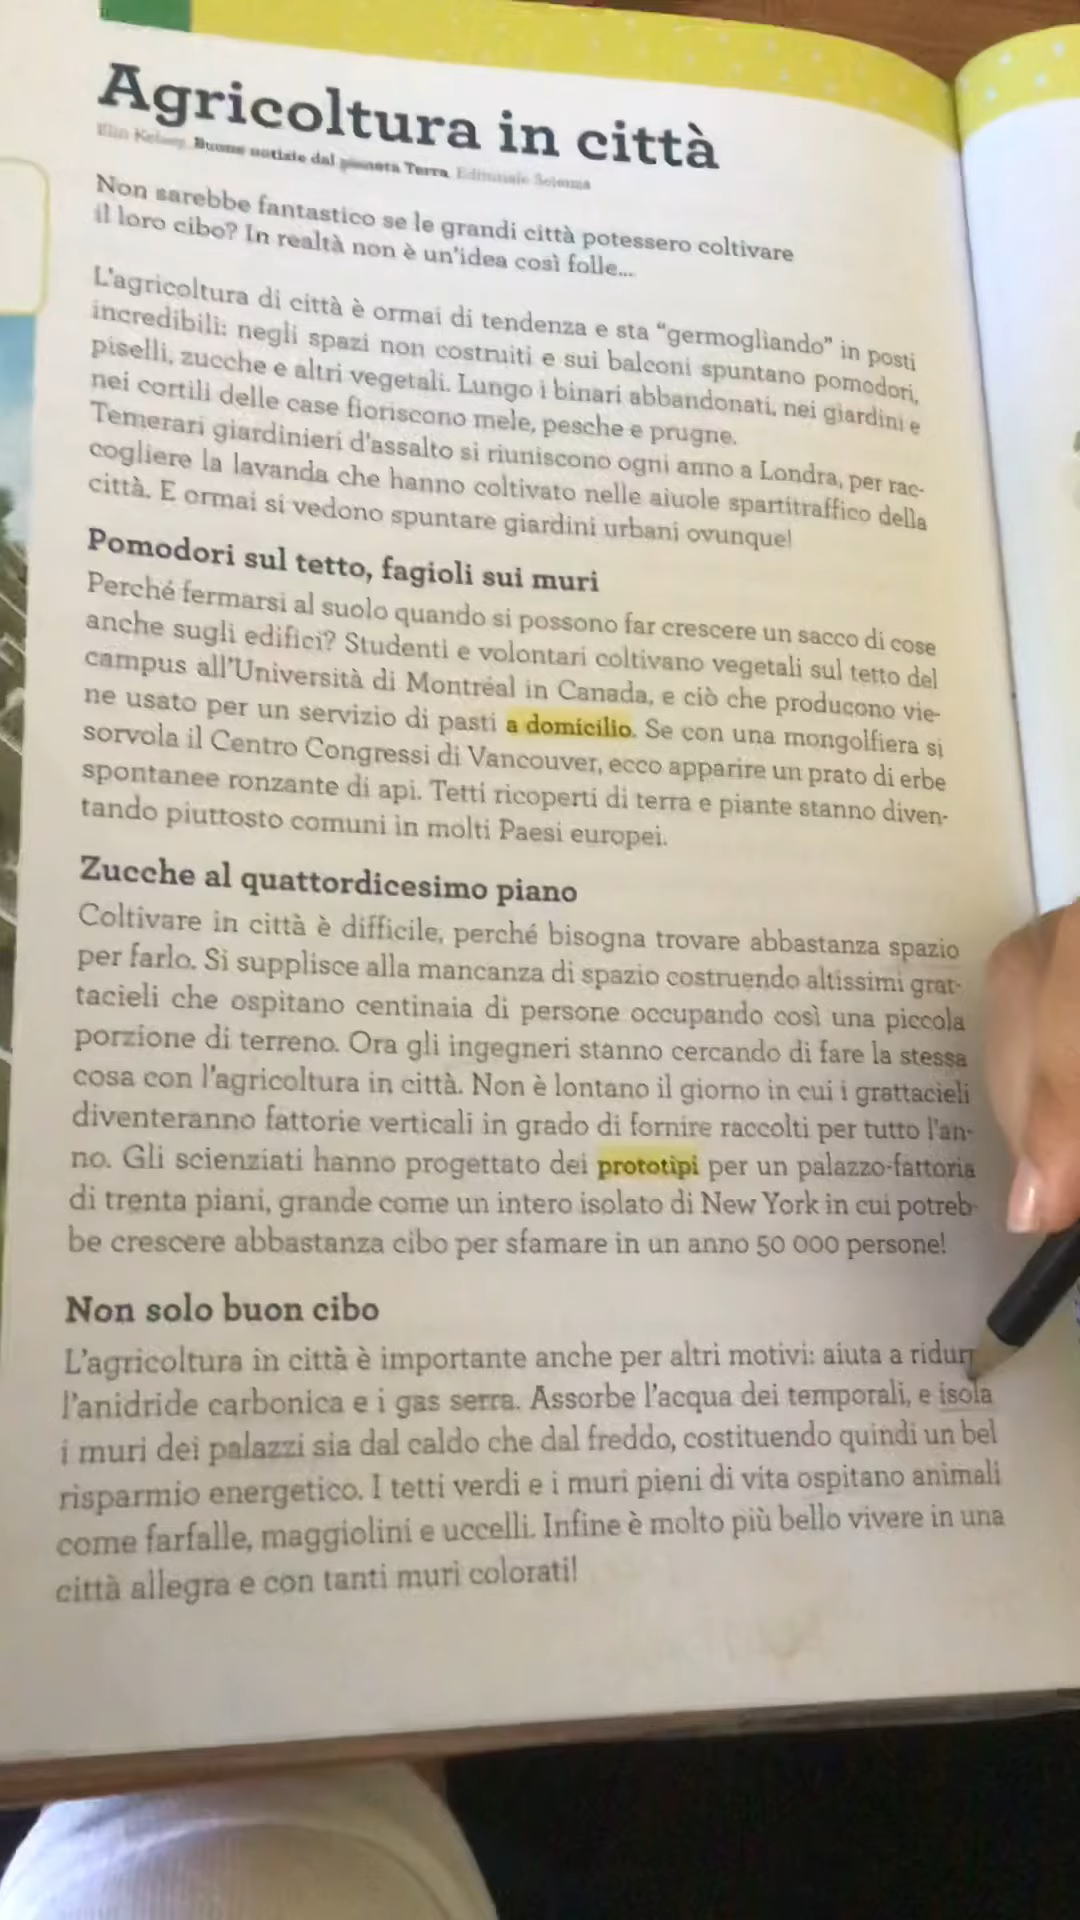 Agricoltura in città
Elin Kelsey, Buone notizie dal pianeta Terra, Editoriale Scienza
Non sarebbe fantastico se le grandi città potessero coltivare
il loro cibo? In realtà non è un'idea così folle...
L'agricoltura di città è ormai di tendenza e sta “germogliando” in posti
incredibili: negli spazi non costruiti e sui balconi spuntano pomodori,
piselli, zucche e altri vegetali. Lungo i binari abbandonati, nei giardini e
nei cortili delle case fioriscono mele, pesche e prugne.
Temerari giardinieri d'assalto si riuniscono ogni anno a Londra, per rac-
cogliere la lavanda che hanno coltivato nelle aiuole spartitraffico della
città. E ormai si vedono spuntare giardini urbani ovunque!
Pomodori sul tetto, fagioli sui muri
Perché fermarsi al suolo quando si possono far crescere un sacco di cose
anche sugli edifici? Studenti e volontari coltivano vegetali sul tetto del
campus all'Università di Montréal in Canada, e ciò che producono vie-
ne usato per un servizio di pasti a domicilio. Se con una mongolfiera si
sorvola il Centro Congressi di Vancouver, ecco apparire un prato di erbe
spontanee ronzante di api. Tetti ricoperti di terra e piante stanno diven-
tando piuttosto comuni in molti Paesi europei.
Zucche al quattordicesimo piano
Coltivare in città è difficile, perché bisogna trovare abbastanza spazio
per farlo. Si supplisce alla mancanza di spazio costruendo altissimi grat-
tacieli che ospitano centinaia di persone occupando così una piccola
porzione di terreno. Ora gli ingegneri stanno cercando di fare la stessa
cosa con l'agricoltura in città. Non è lontano il giorno in cui i grattacieli
diventeranno fattorie verticali in grado di fornire raccolti per tutto l'an-
no. Gli scienziati hanno progettato dei prototipi per un palazzo-fattoria
di trenta piani, grande come un intero isolato di New York in cui potreb-
be crescere abbastanza cibo per sfamare in un anno 50 000 persone!
Non solo buon cibo
L'agricoltura in città è importante anche per altri motivi: aiuta a ridurr
l'anidride carbonica e i gas serra. Assorbe l'acqua dei temporali, e isola
i muri dei palazzi sia dal caldo che dal freddo, costituendo quindi un bel
risparmio energetico. I tetti verdi e i muri pieni di vita ospitano animali
come farfalle, maggiolini e uccelli. Infine è molto più bello vivere in una
città allegra e con tanti muri colorati!